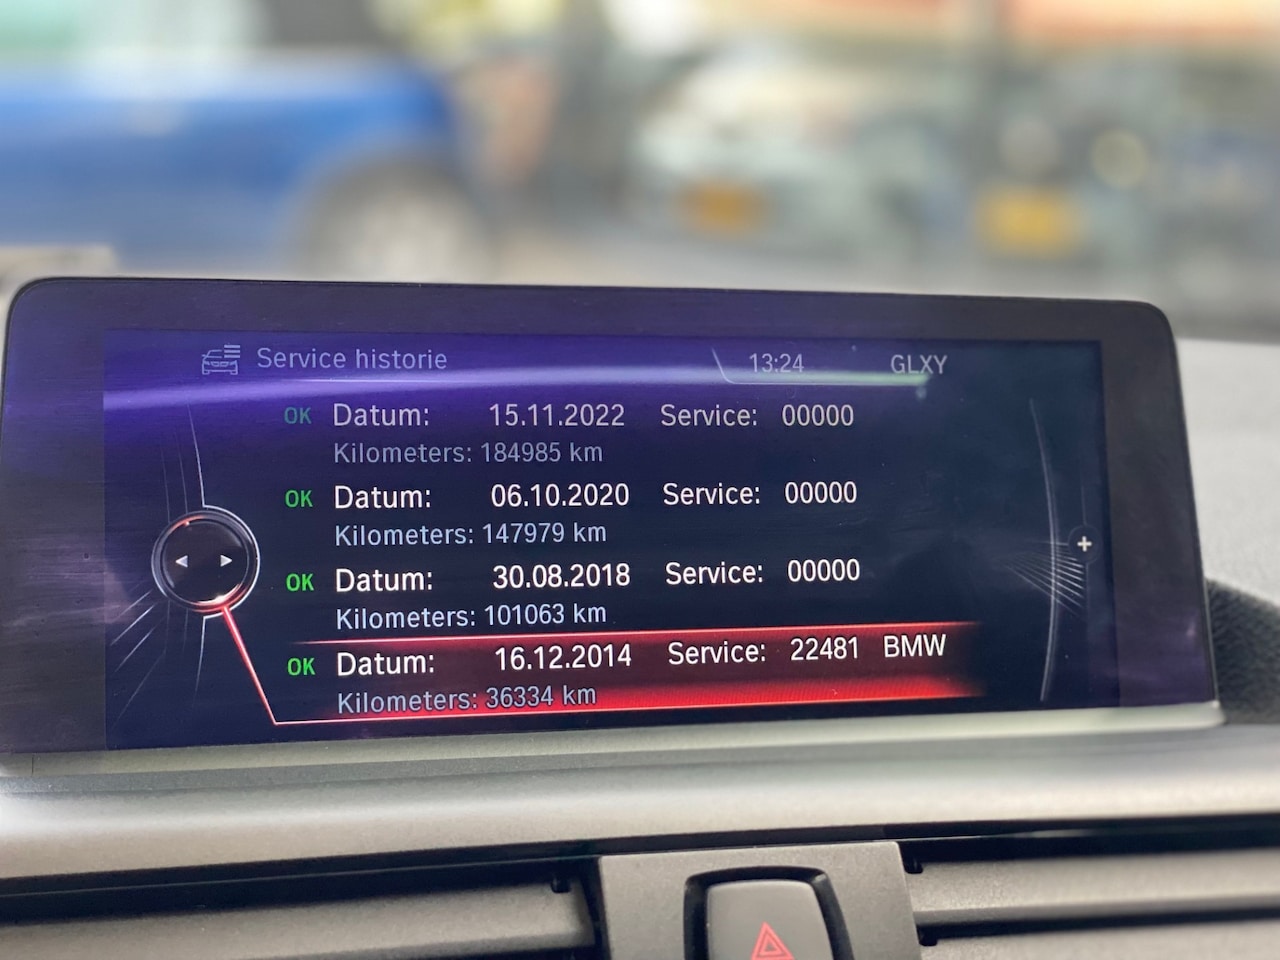 Service historie 13:24 GLXY
OK Datum: 15.11.2022 Service: 00000
Kilometers: 184985 km
OK Datum: 06.10.2020 Service: 00000
Kilometers: 147979 km
OK Datum: 30.08.2018 Service: 00000
Kilometers: 101063 km
OK Datum: 16.12.2014 Service: 22481 BMW
Kilometers: 36334 km